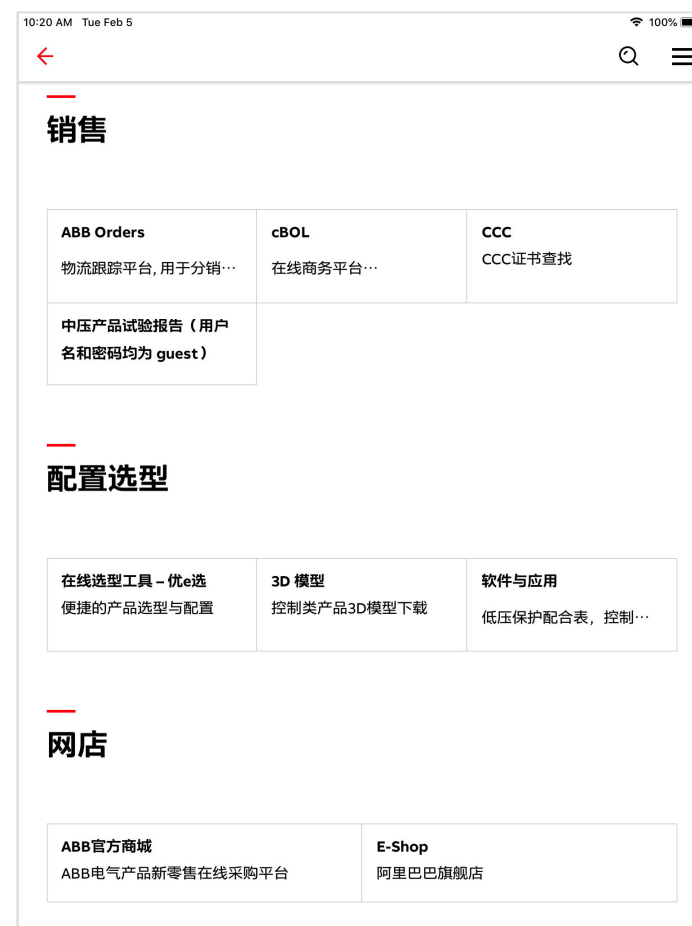 10:20 AM Tue Feb 5
100%
销售
ABB Orders
物流跟踪平台, 用于分销…
cBOL
在线商务平台…
CCC
CCC证书查找
中压产品试验报告（用户
名和密码均为 guest）
配置选型
在线选型工具 – 优e选
便捷的产品选型与配置
3D 模型
控制类产品3D模型下载
软件与应用
低压保护配合表，控制…
网店
ABB官方商城
ABB电气产品新零售在线采购平台
E-Shop
阿里巴巴旗舰店